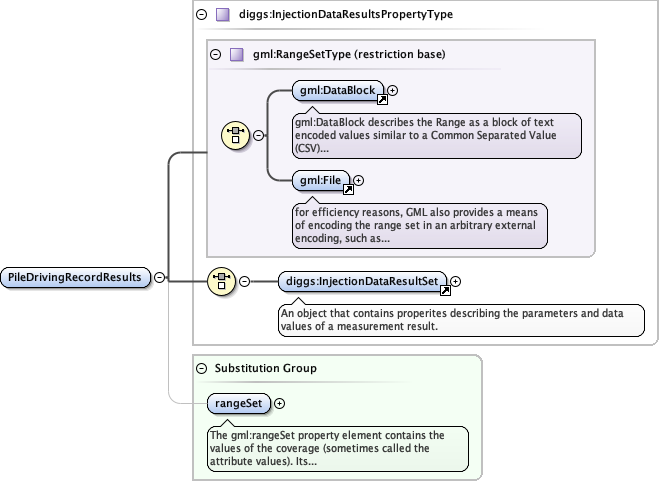 diggs:InjectionDataResultsPropertyType
gml:RangeSetType (restriction base)
gml:DataBlock
gml:DataBlock describes the Range as a block of text
encoded values similar to a Common Separated Value
(CSV)...
gml:File
for efficiency reasons, GML also provides a means
of encoding the range set in an arbitrary external
encoding, such as...
PileDrivingRecordResults
diggs:InjectionDataResultSet
An object that contains properites describing the parameters and data
values of a measurement result.
Substitution Group
rangeSet
The gml:rangeSet property element contains the
values of the coverage (sometimes called the
attribute values). Its...